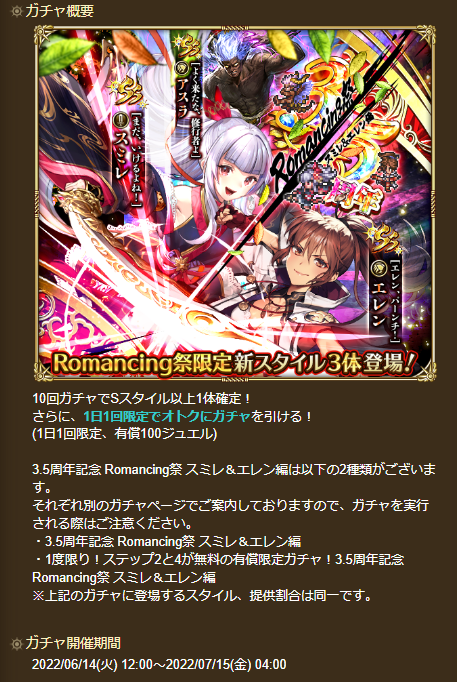 ガチャ概要
SS
[よく来たな、修行者!]
アスラ
SS
[まだ、いけるよね?]
スミレ
Romancing祭
スミレ&エレン編
3.5
周年
SS
[エレン、パーンチ!]
エレン
Romancing祭限定新スタイル3体登場!
10回ガチャでSスタイル以上1体確定！
さらに、1日1回限定でオトクにガチャを引ける！
(1日1回限定、有償100ジュエル)
3.5周年記念 Romancing祭 スミレ＆エレン編は以下の2種類がございま
す。
それぞれ別のガチャページでご案内しておりますので、ガチャを実行
される際はご注意ください。
・3.5周年記念 Romancing祭 スミレ＆エレン編
・1度限り！ステップ2と4が無料の有償限定ガチャ！3.5周年記念
Romancing祭 スミレ＆エレン編
※上記のガチャに登場するスタイル、提供割合は同一です。
ガチャ開催期間
2022/06/14(火) 12:00～2022/07/15(金) 04:00